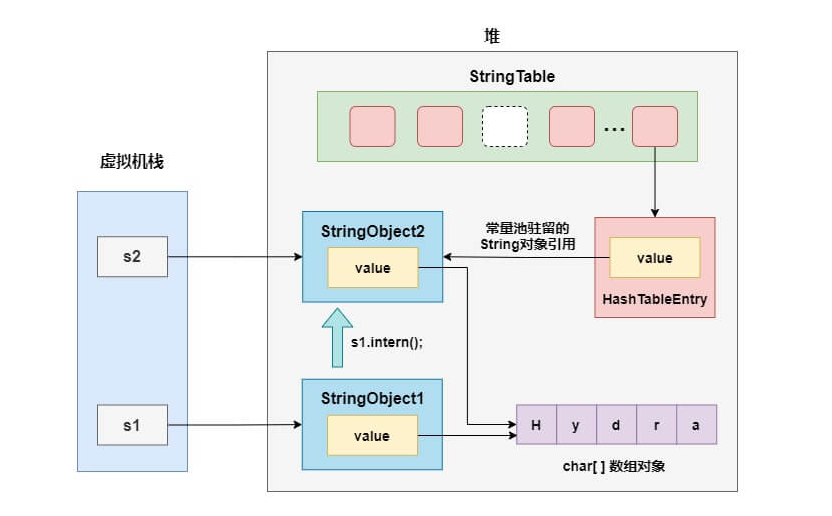 堆
StringTable
...
虚拟机栈
s2
StringObject2
value
常量池驻留的
String对象引用
value
HashTableEntry
s1.intern();
s1
StringObject1
value
H y d r a
char[ ] 数组对象